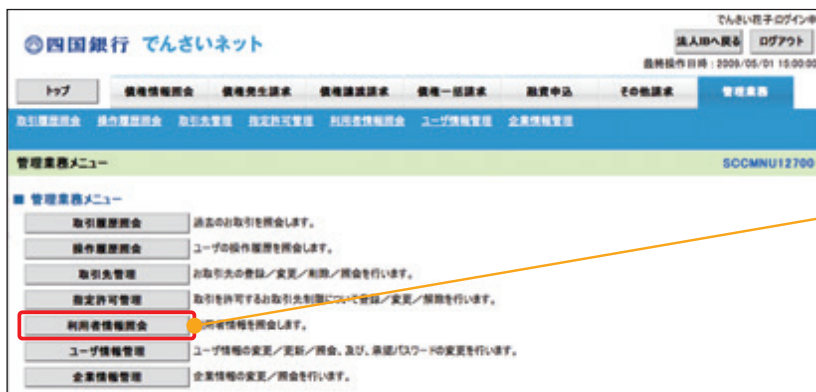 でんさい花子:ログイン中
四国銀行 でんさいネット
法人IBへ戻る ログアウト
最終操作日時:2009/05/01 15:00:00
トップ 債権情報照会 債権発生請求 債権譲渡請求 債権一括請求 融資申込 その他請求 管理業務
取引履歴照会 操作履歴照会 取引先管理 指定許可管理 利用者情報照会 ユーザ情報管理 企業情報管理
管理業務メニュー SCCMNU12700
■ 管理業務メニュー
取引履歴照会 過去のお取引を照会します。
操作履歴照会 ユーザの操作履歴を照会します。
取引先管理 お取引先の登録/変更/削除/照会を行います。
指定許可管理 取引を許可するお取引先制限について登録/変更/解除を行います。
利用者情報照会 利用者情報を照会します。
ユーザ情報管理 ユーザ情報の変更/更新/照会、及び、承認パスワードの変更を行います。
企業情報管理 企業情報の変更/照会を行います。